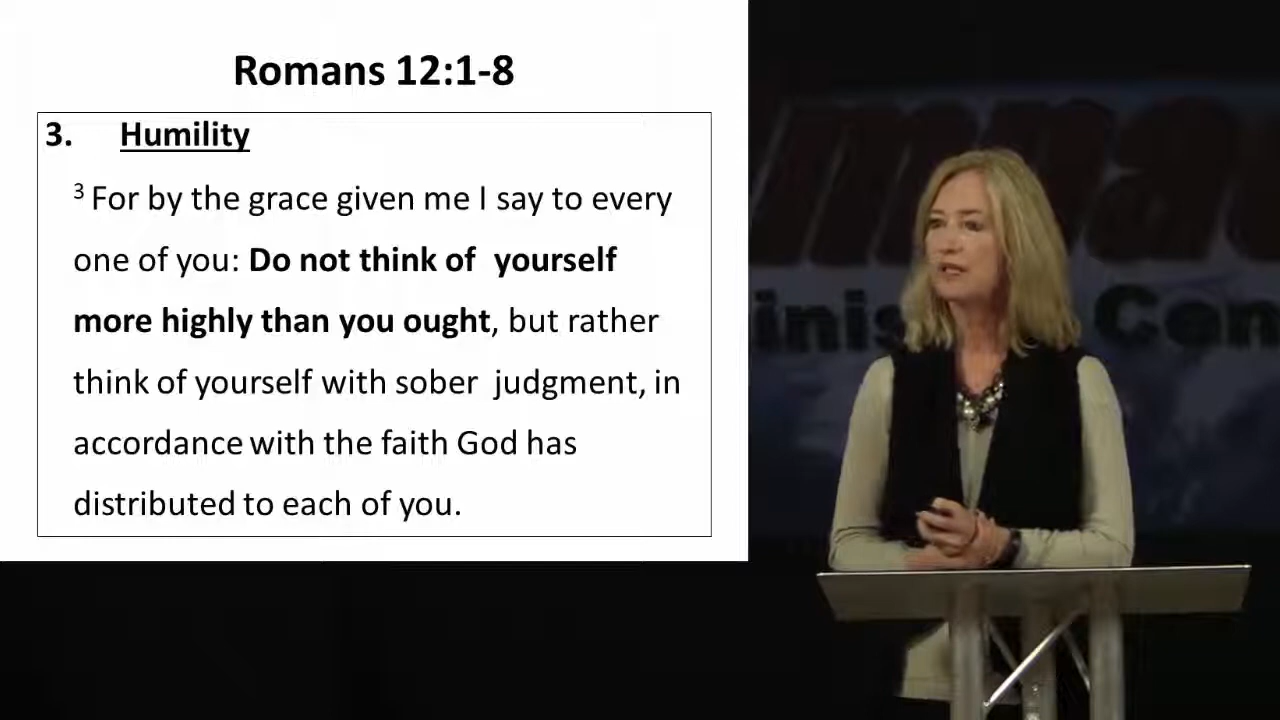 Romans 12:1-8
3. Humility
3 For by the grace given me I say to every
one of you: Do not think of yourself
more highly than you ought, but rather
think of yourself with sober judgment, in
accordance with the faith God has
distributed to each of you.